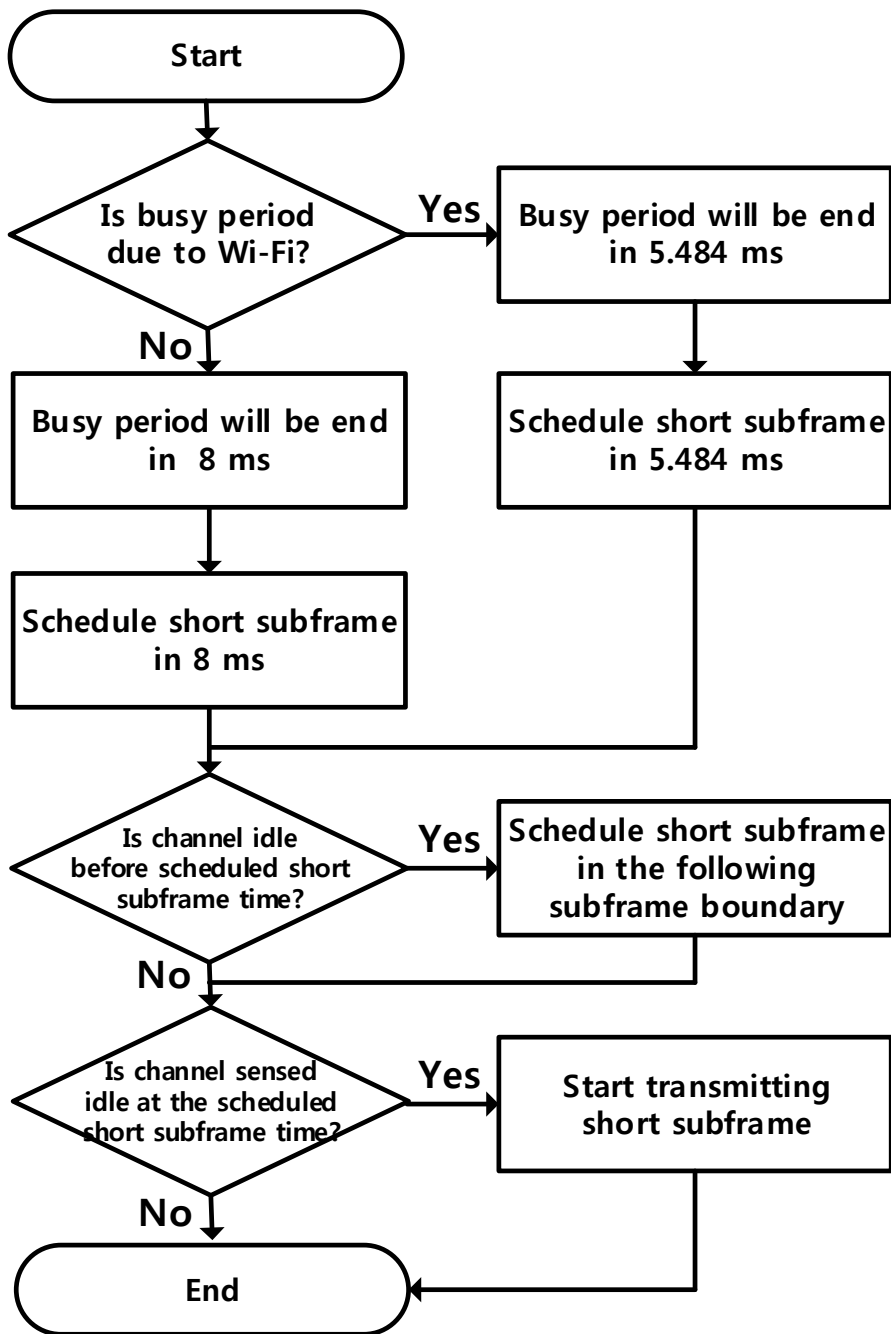 Start
Is busy period
due to Wi-Fi?
Yes
Busy period will be end
in 5.484 ms
No
Busy period will be end
in 8 ms
Schedule short subframe
in 5.484 ms
Schedule short subframe
in 8 ms
Is channel idle
before scheduled short
subframe time?
Yes
Schedule short subframe
in the following
subframe boundary
No
Is channel sensed
idle at the scheduled
short subframe time?
Yes
Start transmitting
short subframe
No
End